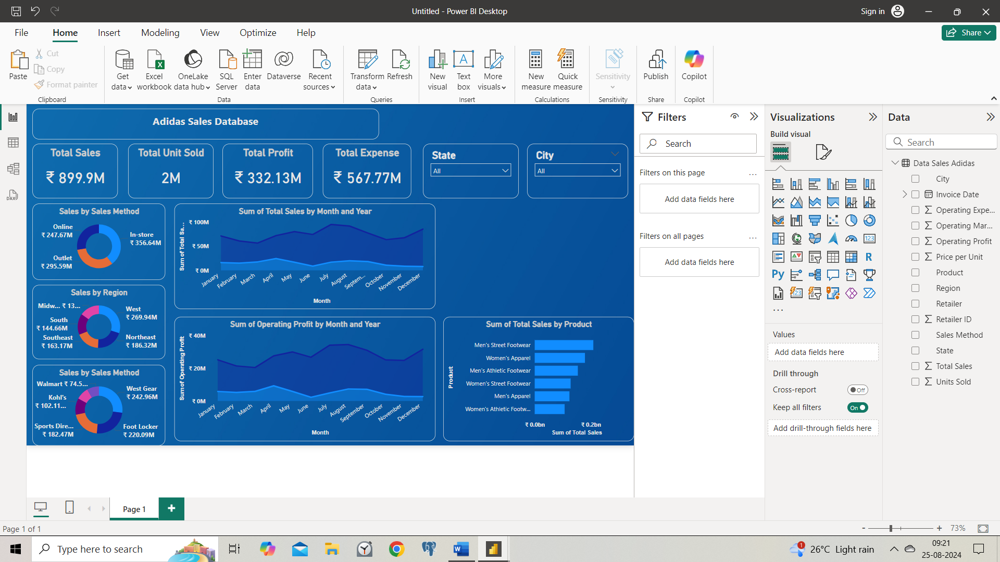 Untitled - Power BI Desktop
Sign in
File
Home
Insert
Modeling
View
Optimize
Help
Share
Paste
Cut
Copy
Format painter
Clipboard
Get data
Excel workbook
OneLake data hub
SQL Server
Enter data
Dataverse
Recent sources
Data
Transform data
Refresh
Queries
New visual
Text box
More visuals
Insert
New measure
Quick measure
Calculations
Sensitivity
Sensitivity
Publish
Share
Copilot
Copilot
Adidas Sales Database
Total Sales
₹ 899.9M
Total Unit Sold
2M
Total Profit
₹ 332.13M
Total Expense
₹ 567.77M
State
All
City
All
Sales by Sales Method
Online
₹ 247.67M
In-store
₹ 356.64M
Outlet
₹ 295.59M
Sales by Region
Midw... ₹ 13...
West
₹ 269.94M
South
₹ 144.66M
Southeast
₹ 163.17M
Northeast
₹ 186.32M
Sales by Sales Method
Walmart ₹ 74.5...
West Gear
₹ 242.96M
Kohl's
₹ 102.11...
Sports Dire...
₹ 182.47M
Foot Locker
₹ 220.09M
Sum of Total Sales by Month and Year
Sum of Total Sa...
₹ 100M
₹ 50M
₹ 0M
January
February
March
April
May
June
July
August
Septem...
October
November
December
Month
Sum of Operating Profit by Month and Year
Sum of Operating Profit
₹ 40M
₹ 20M
₹ 0M
January
February
March
April
May
June
July
August
September
October
November
December
Month
Sum of Total Sales by Product
Product
Men's Street Footwear
Women's Apparel
Men's Athletic Footwear
Women's Street Footwear
Men's Apparel
Women's Athletic Footw...
₹ 0.0bn
₹ 0.2bn
Sum of Total Sales
Filters
Search
Filters on this page
...
Add data fields here
Filters on all pages
...
Add data fields here
Visualizations
Build visual
123
R
Py
123
...
Values
Add data fields here
Drill through
Cross-report
Off
Keep all filters
On
Add drill-through fields here
Data
Search
Data Sales Adidas
City
Invoice Date
Operating Expe...
Operating Mar...
Operating Profit
Price per Unit
Product
Region
Retailer
Retailer ID
Sales Method
State
Total Sales
Units Sold
DAX
Page 1
Page 1 of 1
73%
Type here to search
1
26°C Light rain
09:21
25-08-2024